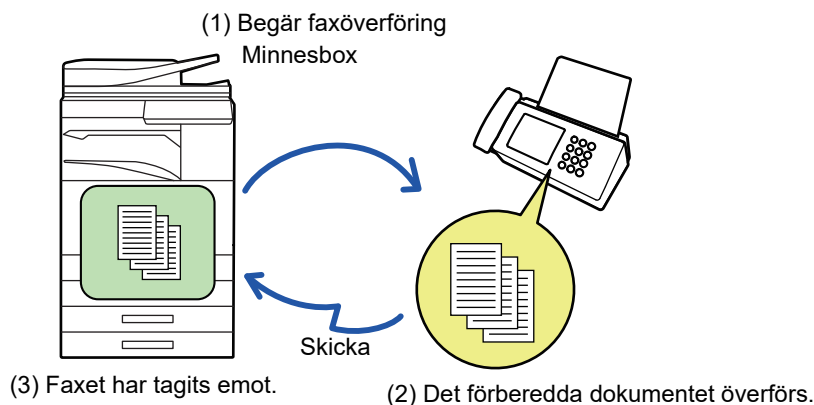 (1) Begär faxöverföring
Minnesbox
Skicka
(3) Faxet har tagits emot.
(2) Det förberedda dokumentet överförs.